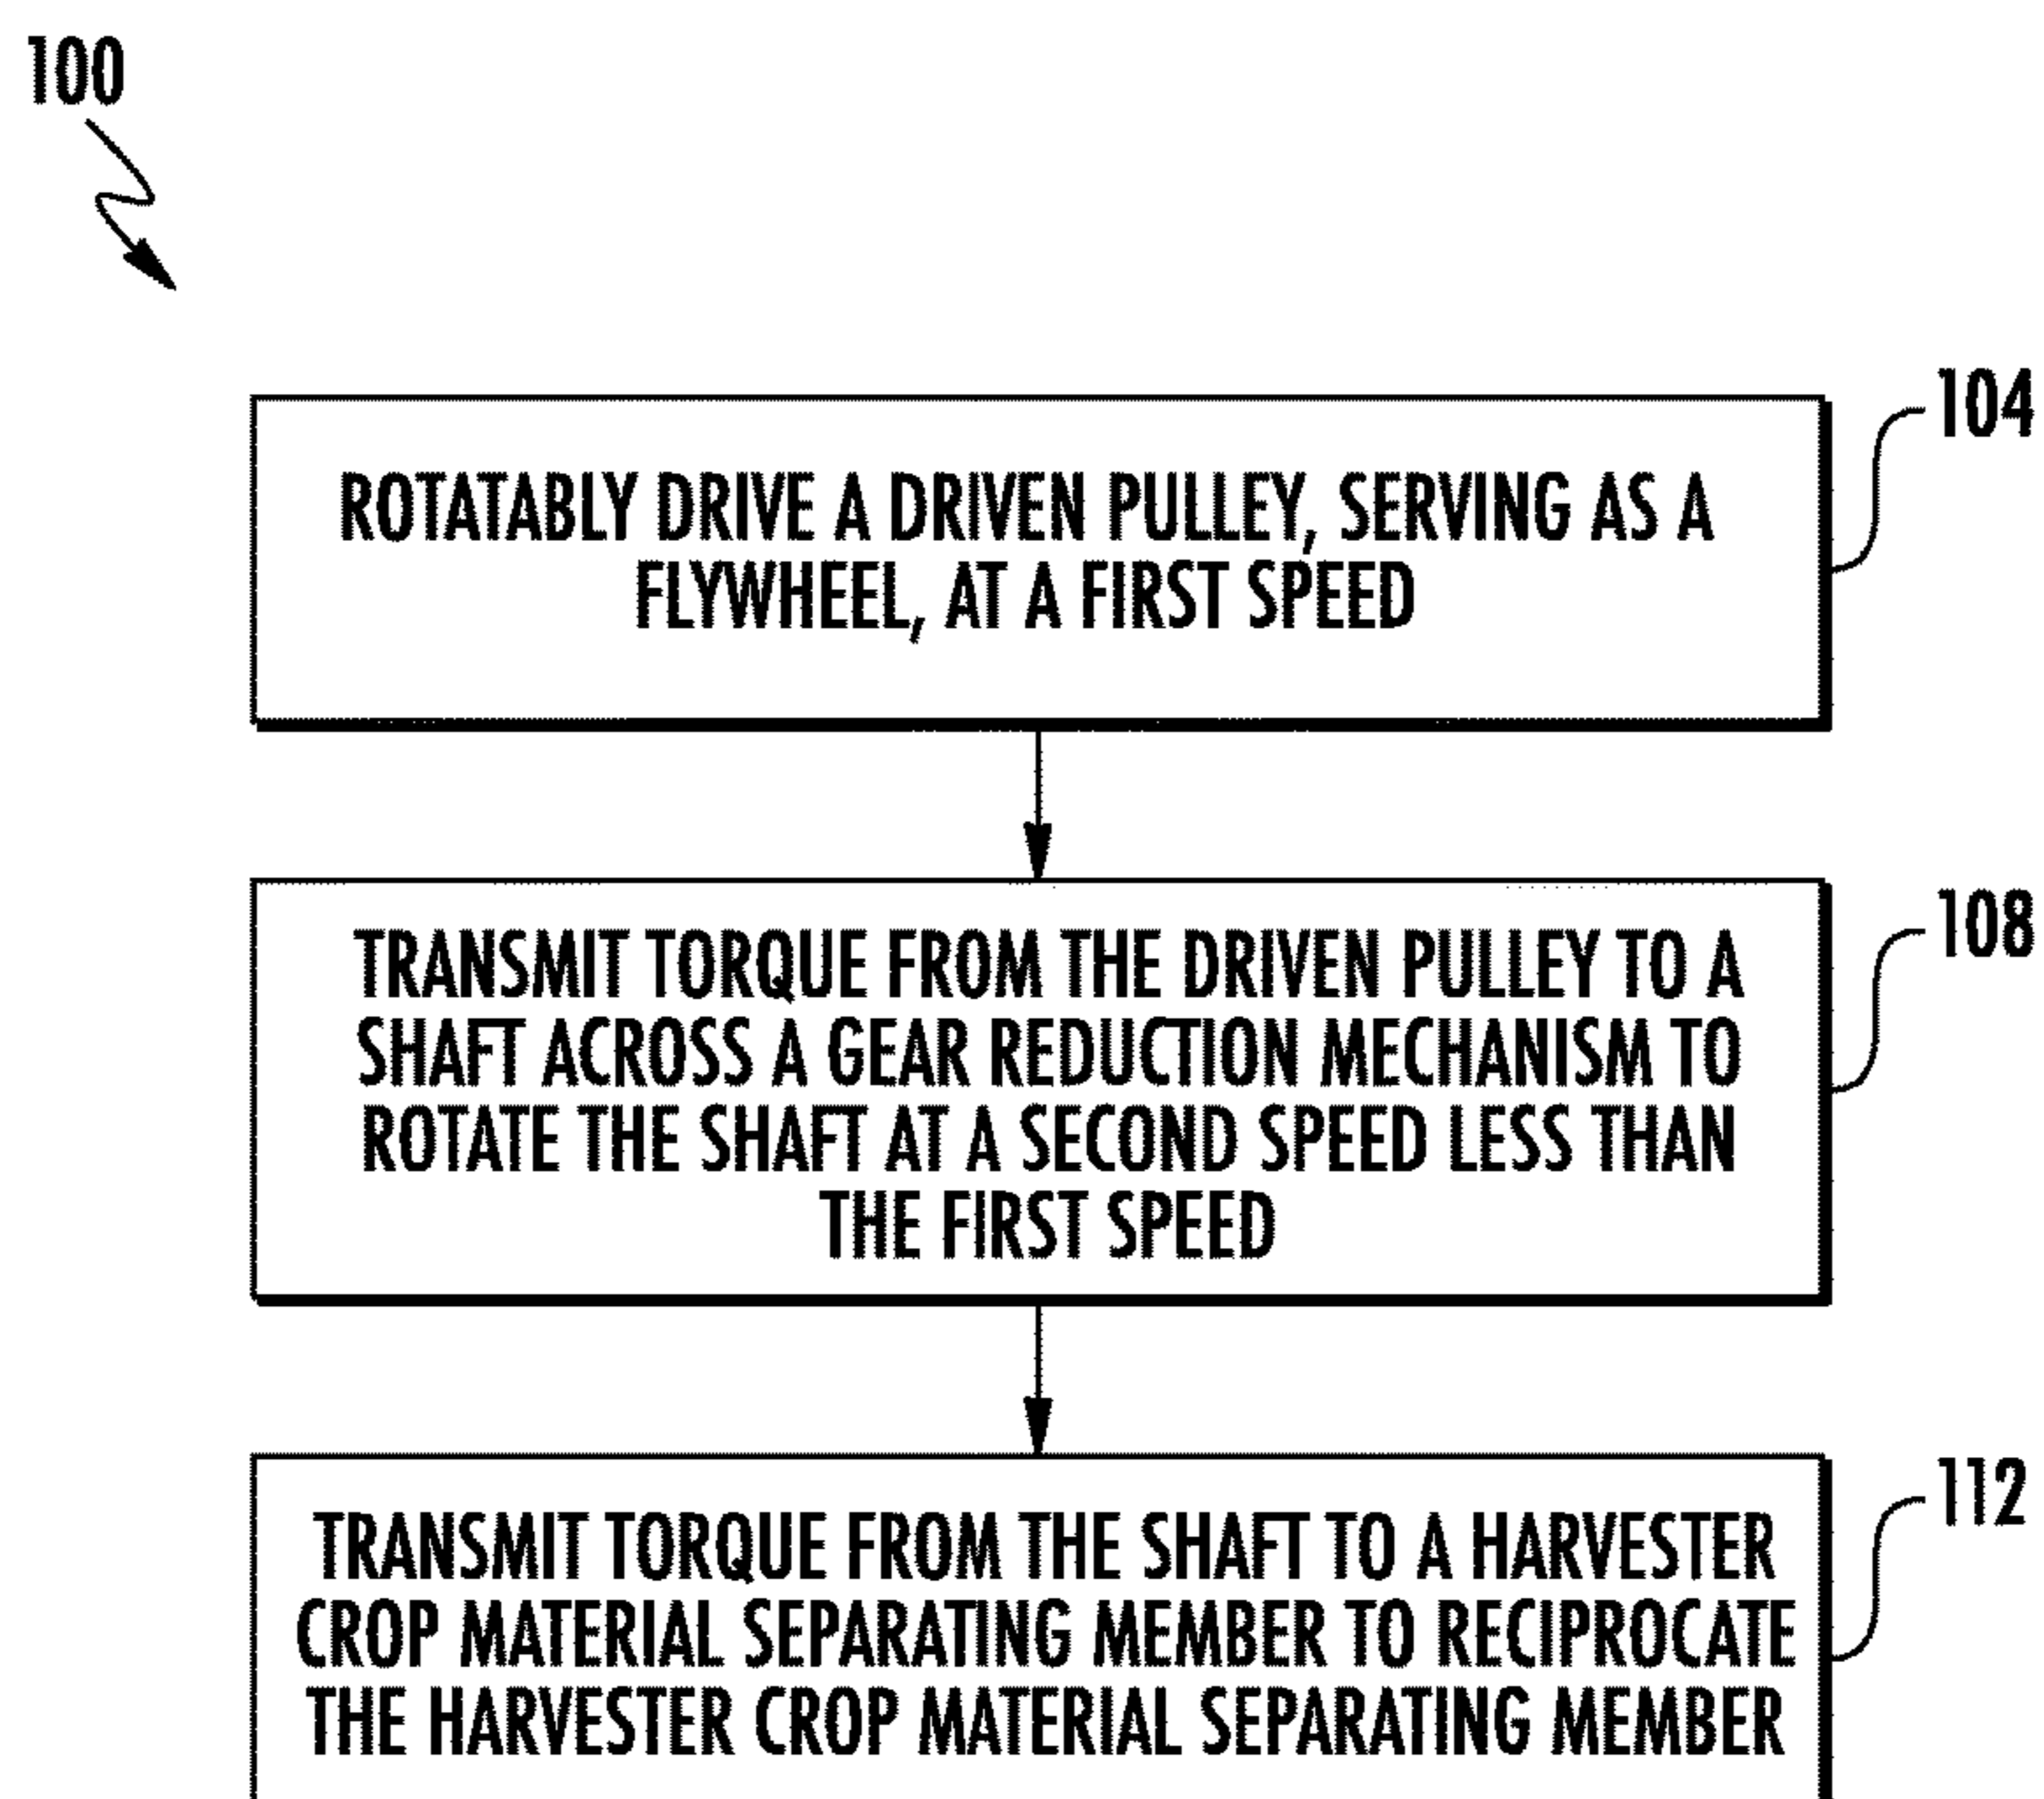 100
104
ROTATABLY DRIVE A DRIVEN PULLEY, SERVING AS A
FLYWHEEL, AT A FIRST SPEED
108
TRANSMIT TORQUE FROM THE DRIVEN PULLEY TO A
SHAFT ACROSS A GEAR REDUCTION MECHANISM TO
ROTATE THE SHAFT AT A SECOND SPEED LESS THAN
THE FIRST SPEED
112
TRANSMIT TORQUE FROM THE SHAFT TO A HARVESTER
CROP MATERIAL SEPARATING MEMBER TO RECIPROCATE
THE HARVESTER CROP MATERIAL SEPARATING MEMBER